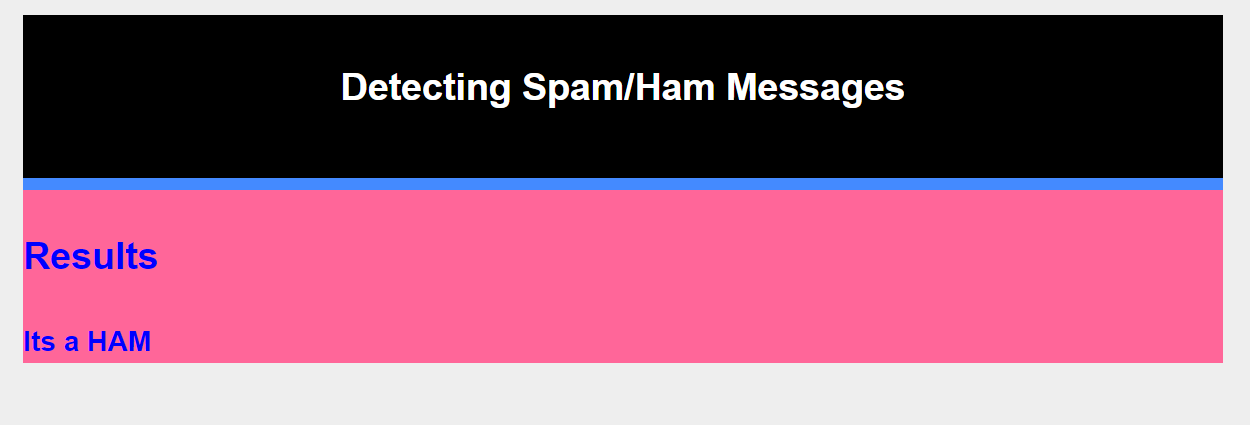 Detecting Spam/Ham Messages
Results
Its a HAM